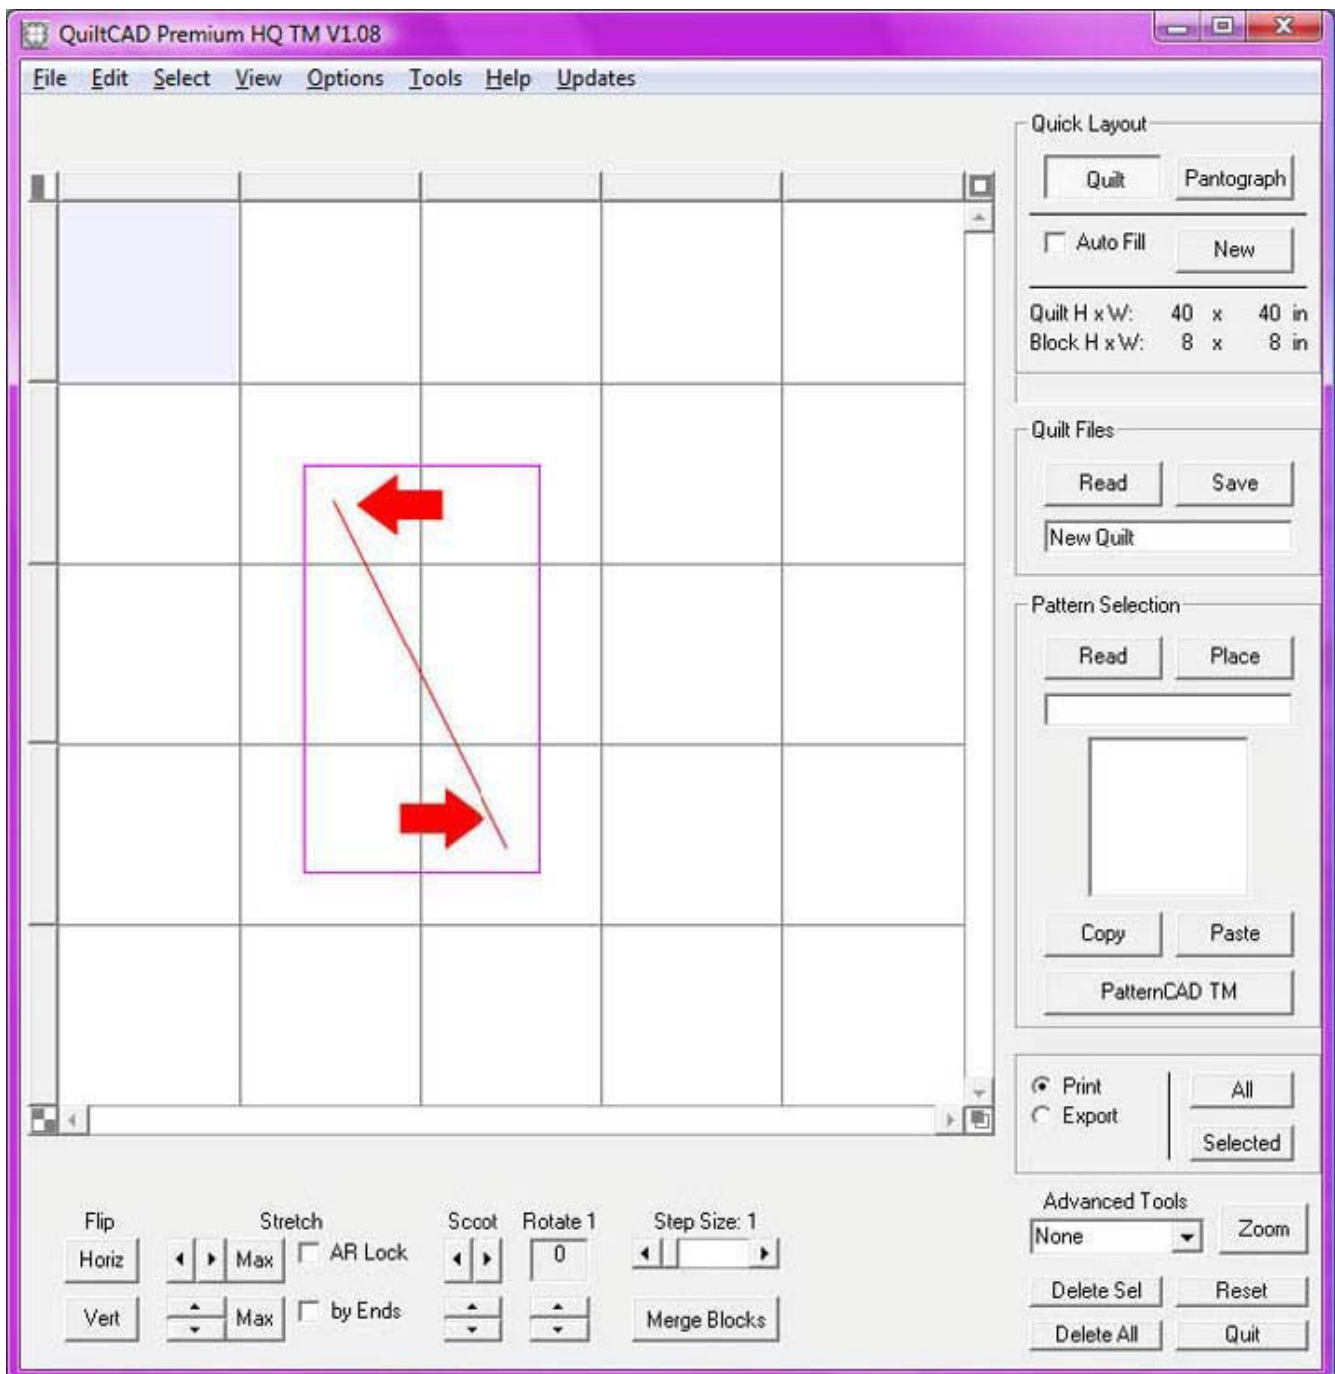 QuiltCAD Premium HQ TM V1.08
File Edit Select View Options Tools Help Updates
Quick Layout
Quilt Pantograph
Auto Fill New
Quilt H x W: 40 x 40 in
Block H x W: 8 x 8 in
Quilt Files
Read Save
New Quilt
Pattern Selection
Read Place
Copy Paste
PatternCAD TM
Print All
Export
Selected
Flip Stretch Scoot Rotate 1 Step Size: 1
Horiz Max AR Lock 0
Vert Max by Ends Merge Blocks
Advanced Tools
None Zoom
Delete Sel Reset
Delete All Quit